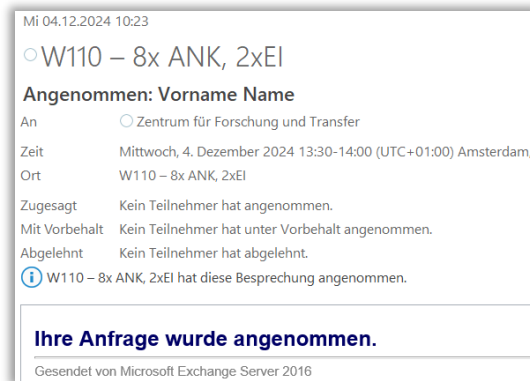 Mi 04.12.2024 10:23
W110 – 8x ANK, 2xEI
Angenommen: Vorname Name
An Zentrum für Forschung und Transfer
Zeit Mittwoch, 4. Dezember 2024 13:30-14:00 (UTC+01:00) Amsterdam,
Ort W110 – 8x ANK, 2xEI
Zugesagt Kein Teilnehmer hat angenommen.
Mit Vorbehalt Kein Teilnehmer hat unter Vorbehalt angenommen.
Abgelehnt Kein Teilnehmer hat abgelehnt.
W110 – 8x ANK, 2xEI hat diese Besprechung angenommen.
Ihre Anfrage wurde angenommen.
Gesendet von Microsoft Exchange Server 2016